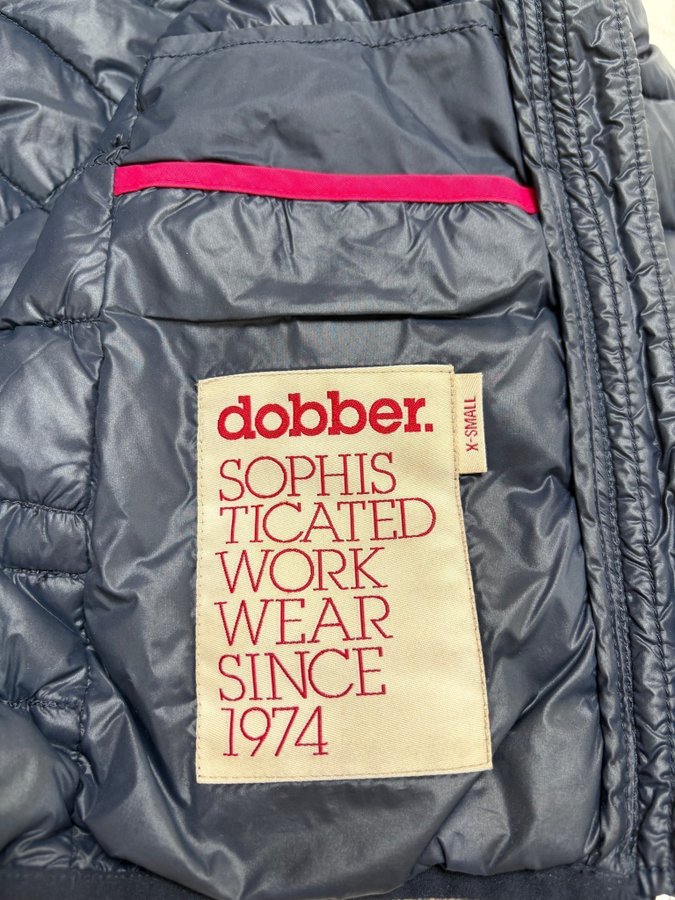 dobber.
X-SMALL
SOPHIS
TICATED
WORK
WEAR
SINCE
1974